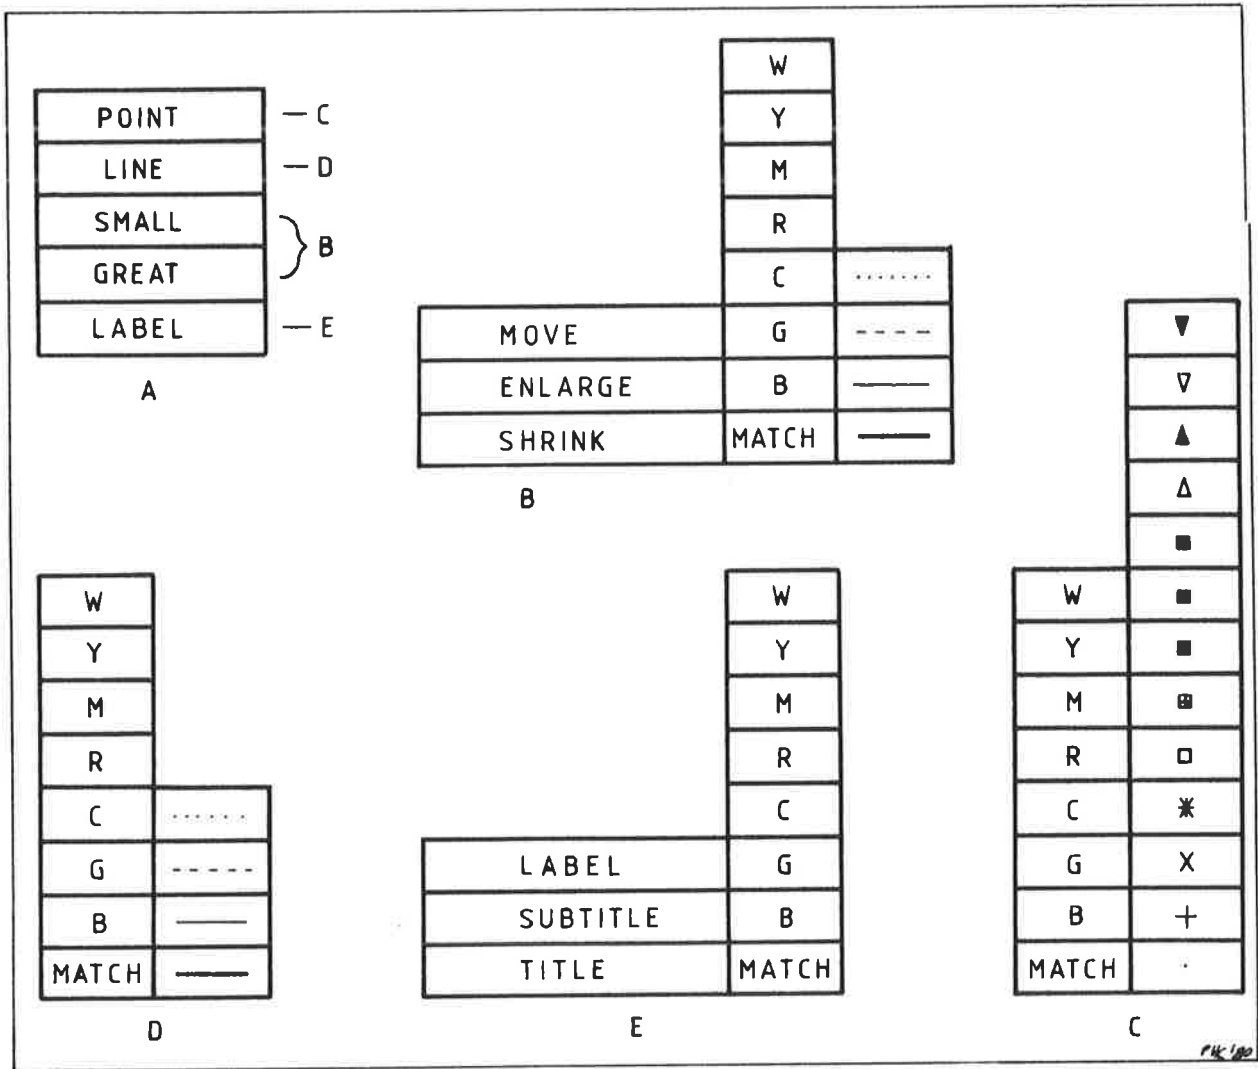 POINT — C
LINE — D
SMALL
GREAT
B
LABEL — E
A
W
Y
M
R
C
MOVE G
ENLARGE B
SHRINK MATCH
B
W
Y
M
R
C
G
B
MATCH
D
W
Y
M
R
C
LABEL G
SUBTITLE B
TITLE MATCH
E
W
Y
M
R
C
G
B
MATCH
C